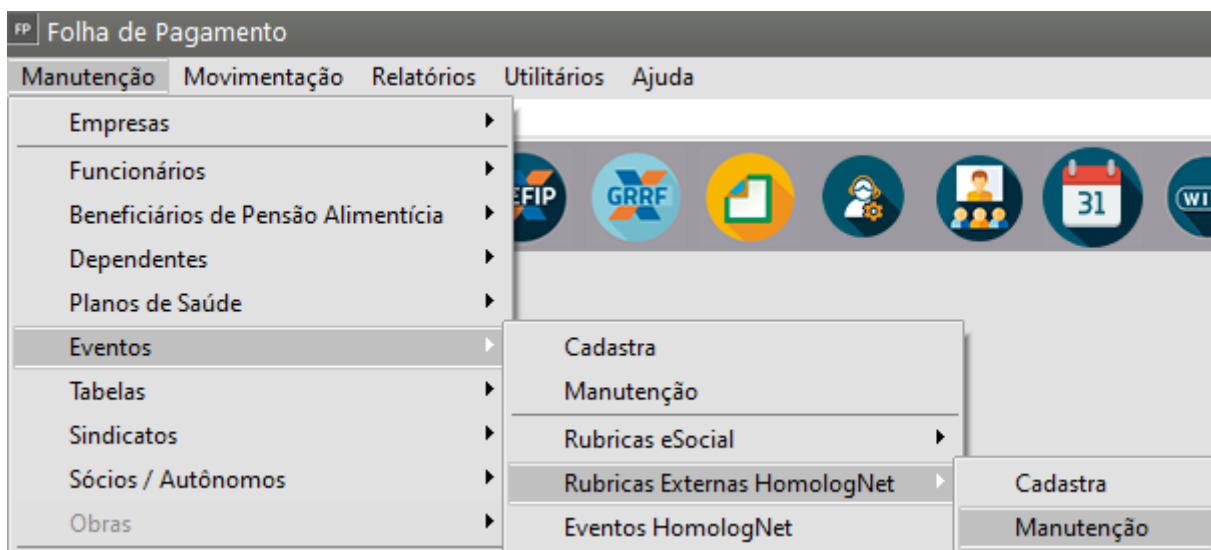 FP Folha de Pagamento
Manutenção Movimentação Relatórios Utilitários Ajuda
Empresas
Funcionários
Beneficiários de Pensão Alimentícia
Dependentes
Planos de Saúde
Eventos
Tabelas
Sindicatos
Sócios / Autônomos
Obras
EFIP GRRF 31 WI
Cadastra
Manutenção
Rubricas eSocial
Rubricas Externas HomologNet
Eventos HomologNet
Cadastra
Manutenção